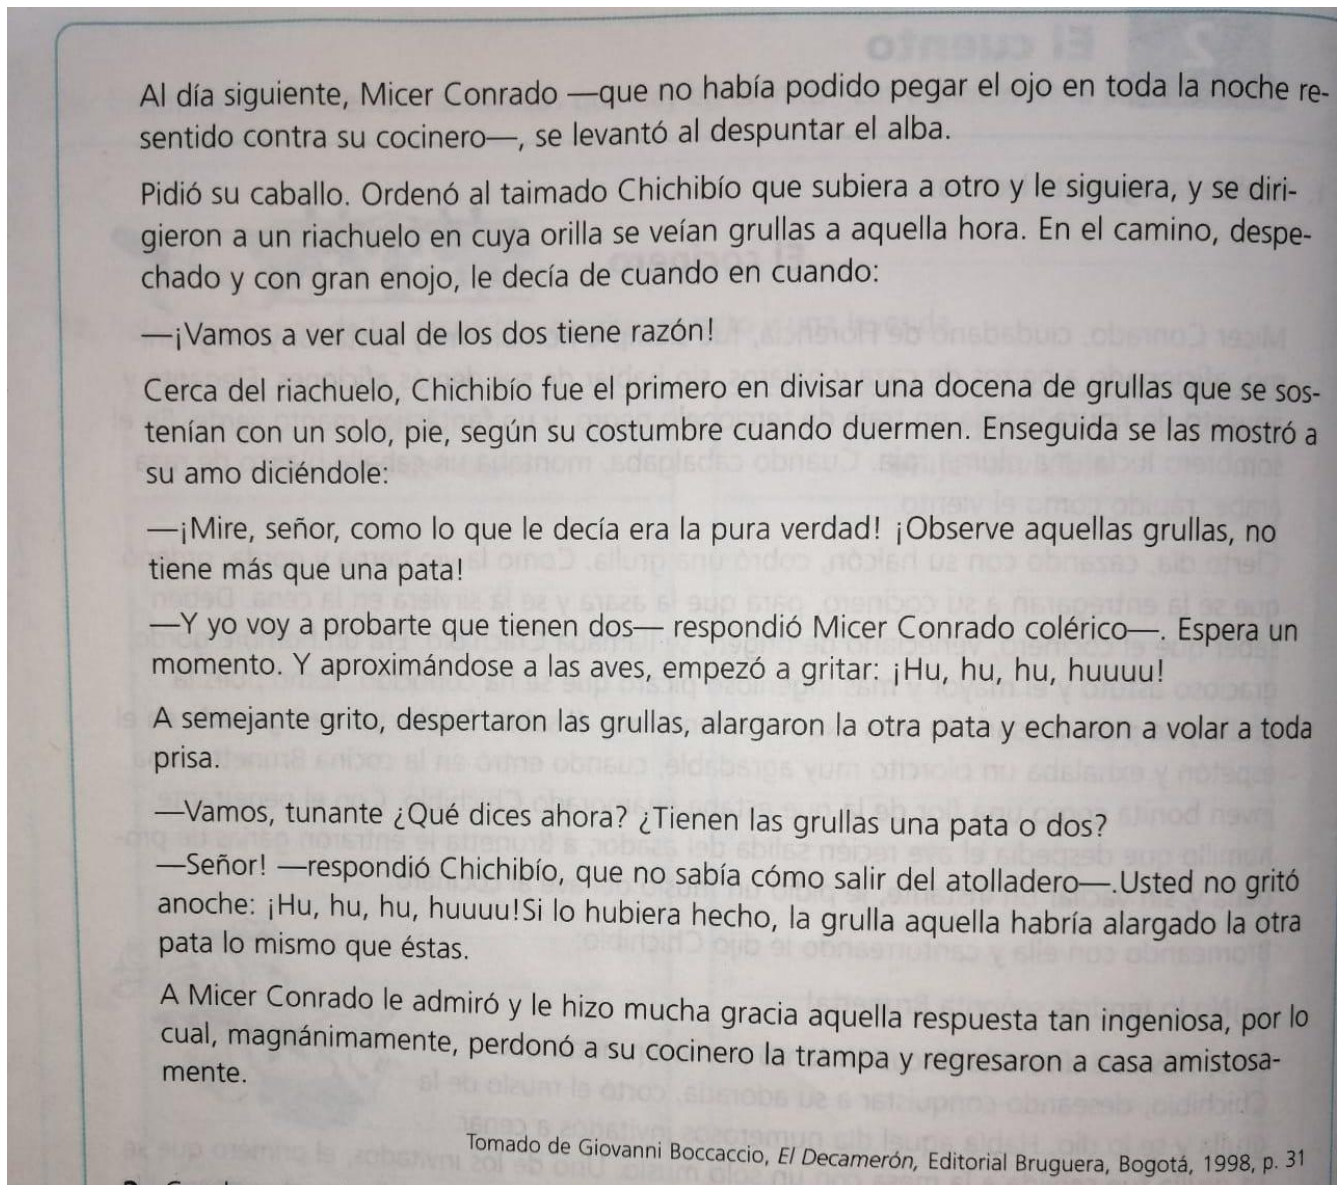 Al día siguiente, Micer Conrado —que no había podido pegar el ojo en toda la noche re-
sentido contra su cocinero—, se levantó al despuntar el alba.
Pidió su caballo. Ordenó al taimado Chichibío que subiera a otro y le siguiera, y se diri-
gieron a un riachuelo en cuya orilla se veían grullas a aquella hora. En el camino, despe-
chado y con gran enojo, le decía de cuando en cuando:
—¡Vamos a ver cual de los dos tiene razón!
Cerca del riachuelo, Chichibío fue el primero en divisar una docena de grullas que se sos-
tenían con un solo, pie, según su costumbre cuando duermen. Enseguida se las mostró a
su amo diciéndole:
—¡Mire, señor, como lo que le decía era la pura verdad! ¡Observe aquellas grullas, no
tiene más que una pata!
—Y yo voy a probarte que tienen dos— respondió Micer Conrado colérico—. Espera un
momento. Y aproximándose a las aves, empezó a gritar: ¡Hu, hu, hu, huuuu!
A semejante grito, despertaron las grullas, alargaron la otra pata y echaron a volar a toda
prisa.
—Vamos, tunante ¿Qué dices ahora? ¿Tienen las grullas una pata o dos?
—Señor! —respondió Chichibío, que no sabía cómo salir del atolladero—.Usted no gritó
anoche: ¡Hu, hu, hu, huuuu!Si lo hubiera hecho, la grulla aquella habría alargado la otra
pata lo mismo que éstas.
A Micer Conrado le admiró y le hizo mucha gracia aquella respuesta tan ingeniosa, por lo
cual, magnánimamente, perdonó a su cocinero la trampa y regresaron a casa amistosa-
mente.
Tomado de Giovanni Boccaccio, El Decamerón, Editorial Bruguera, Bogotá, 1998, p. 31